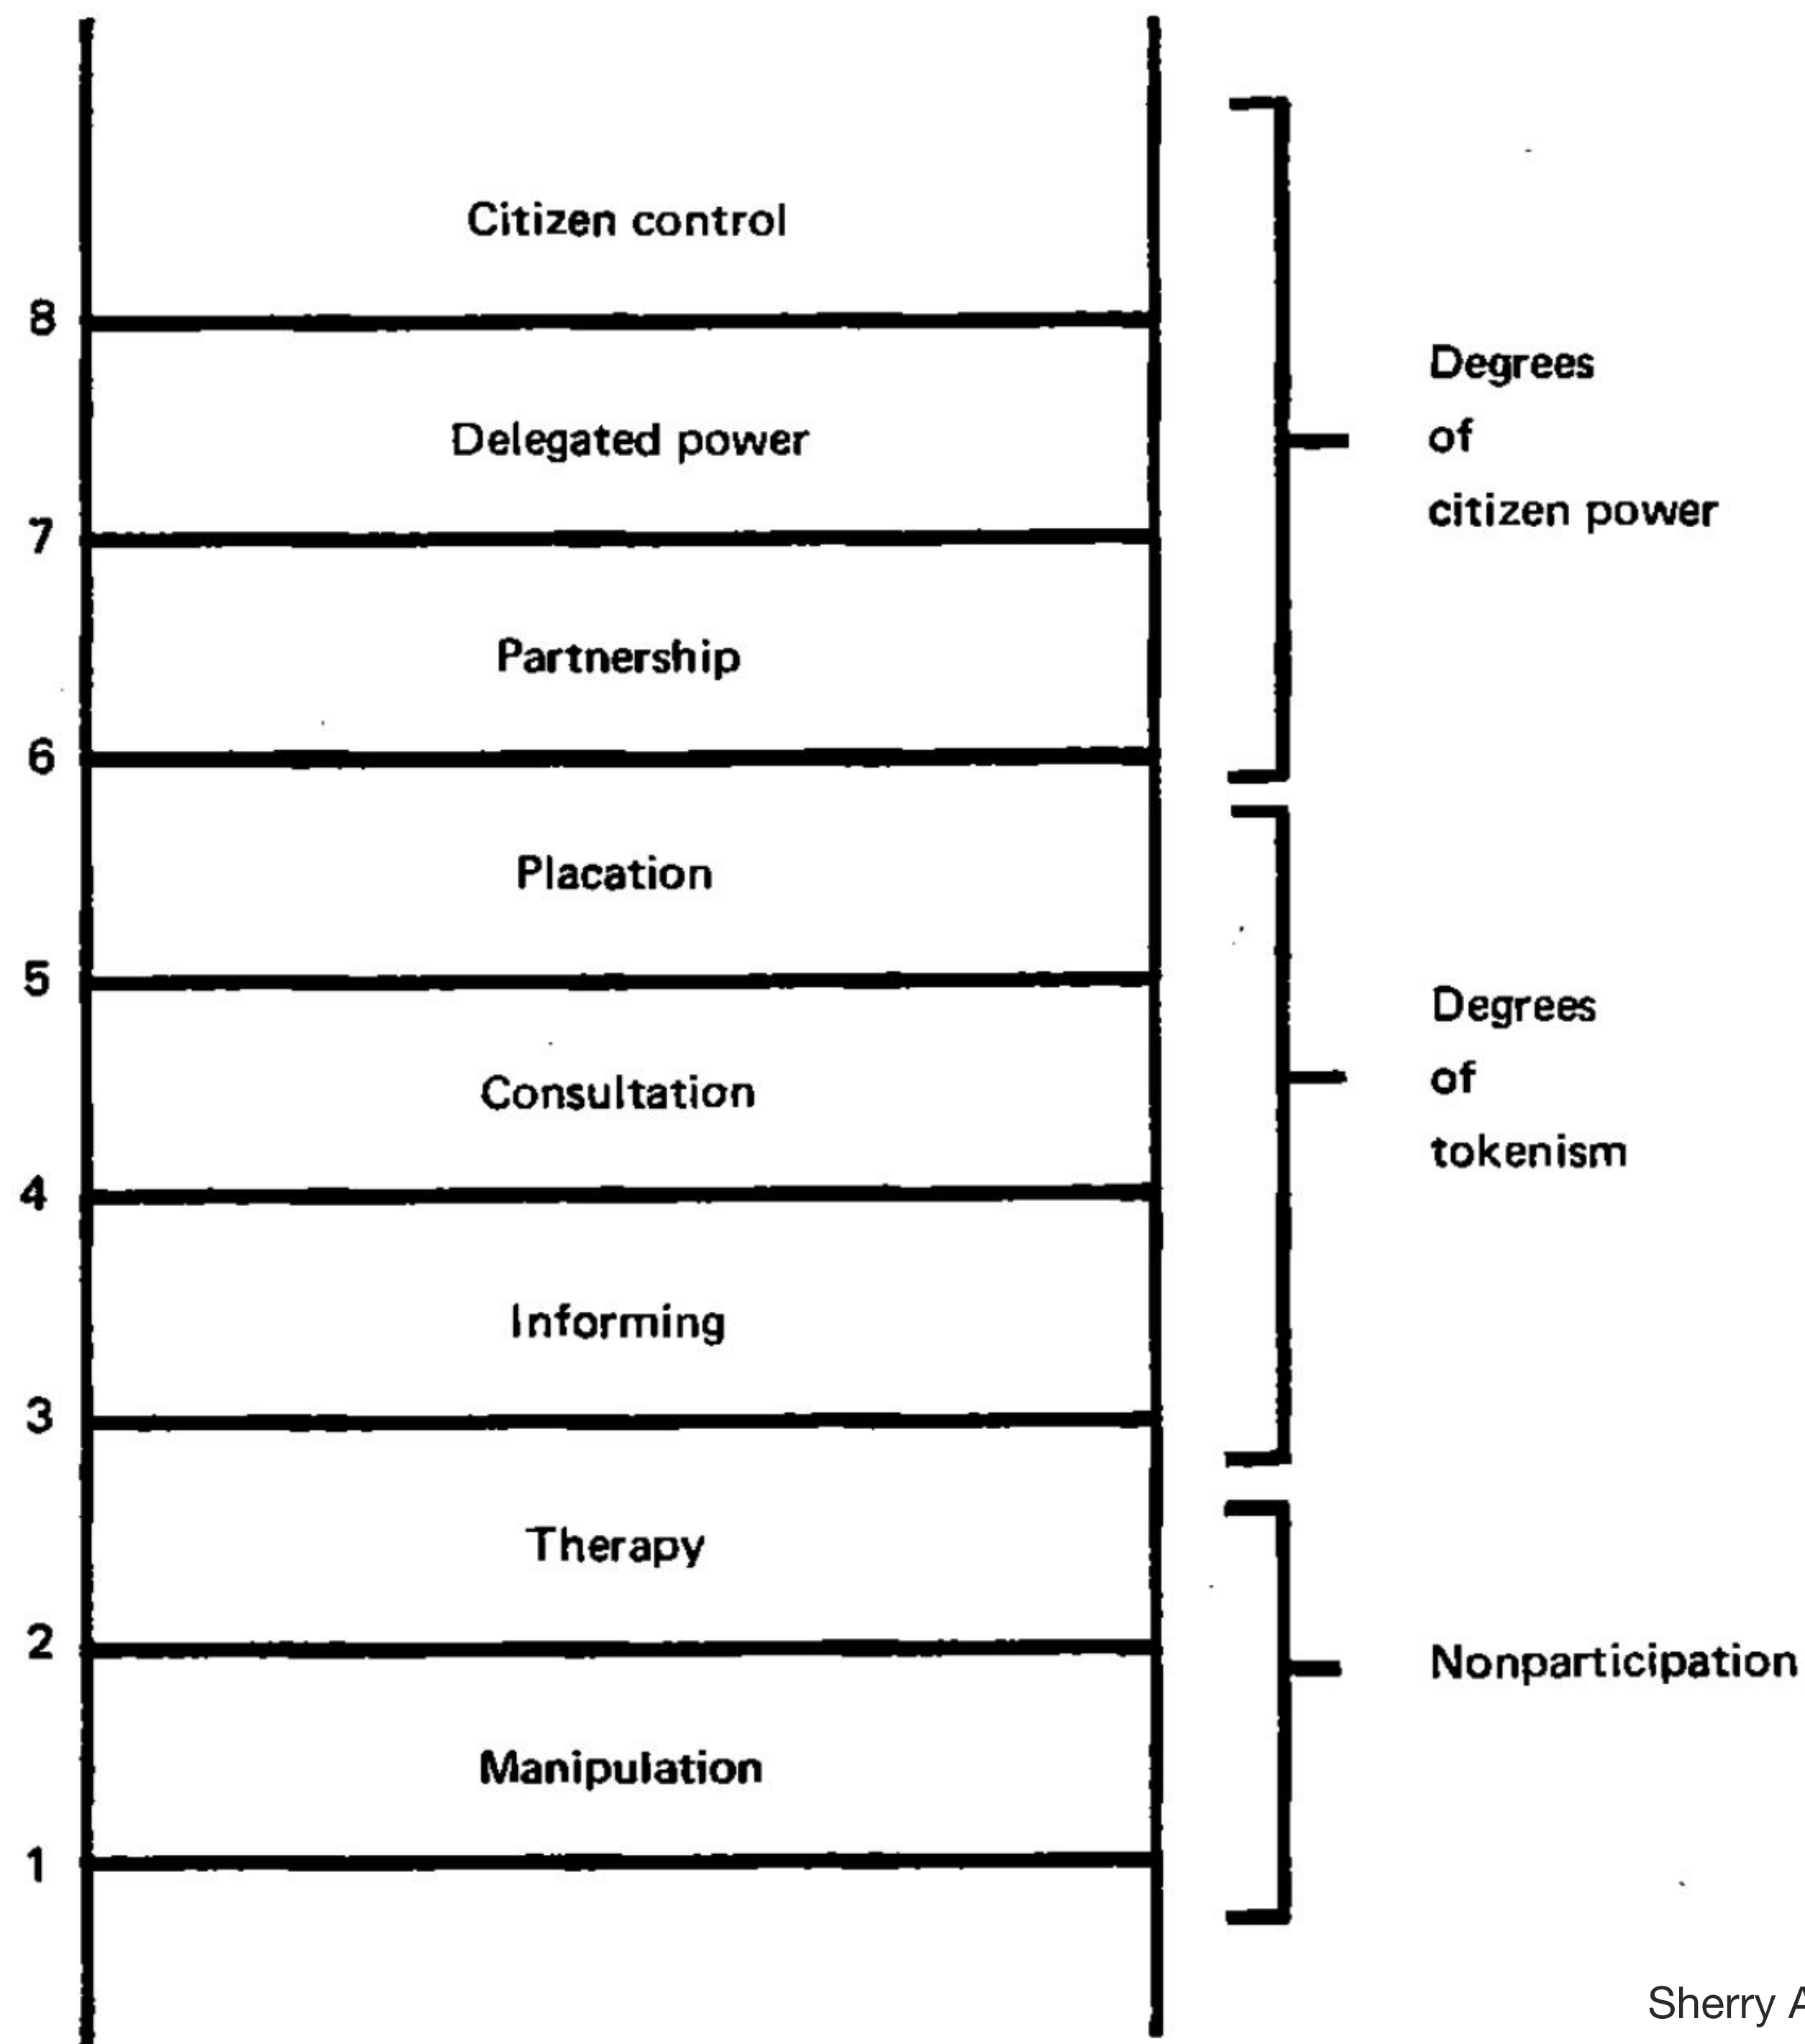 Citizen control
8
Delegated power
7
Partnership
6
Placation
5
Consultation
4
Informing
3
Therapy
2
Manipulation
1
Degrees
of
citizen power
Degrees
of
tokenism
Nonparticipation
Sherry A